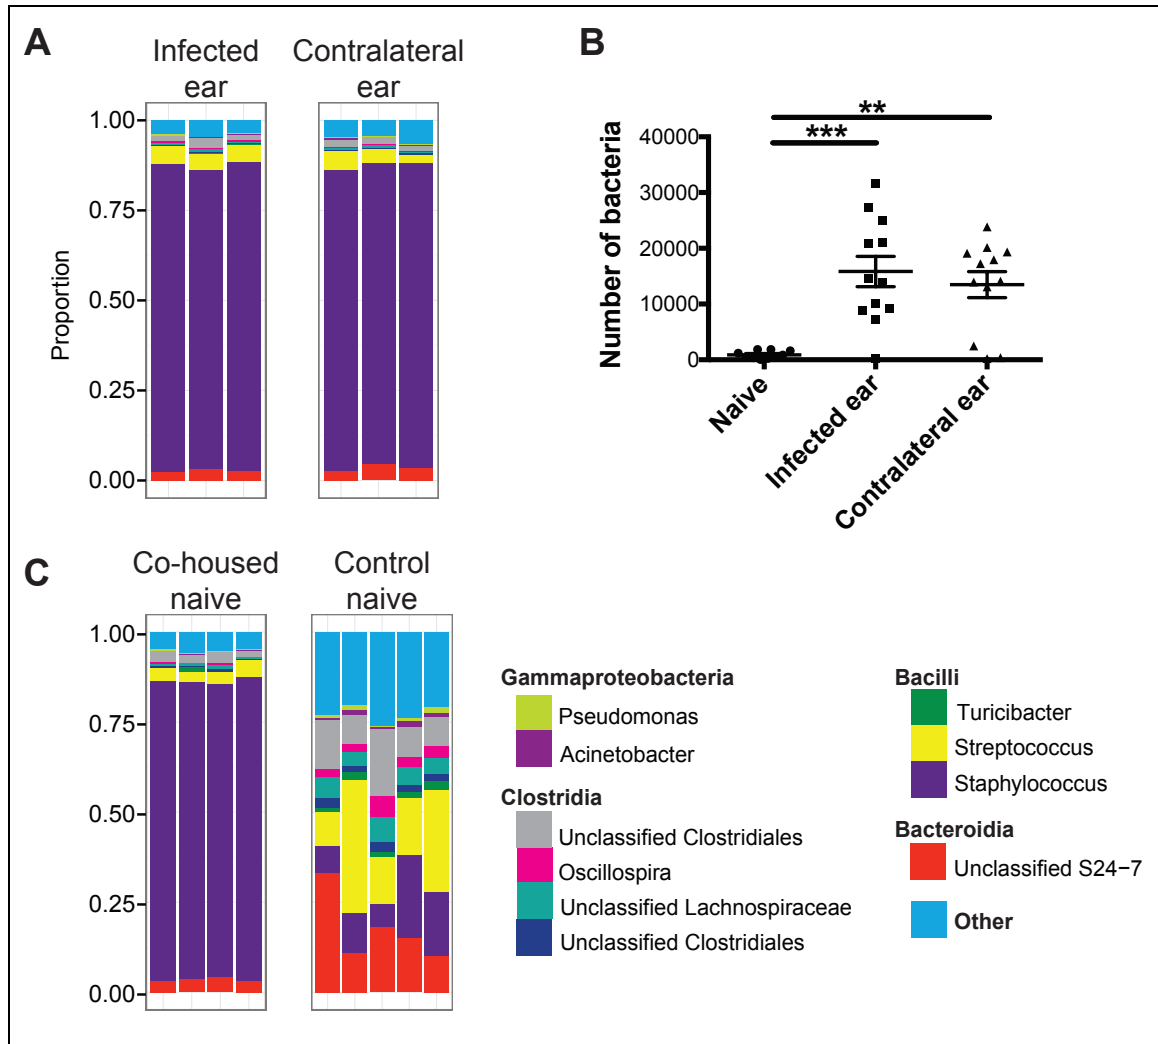 A
Infected
ear
Contralateral
ear
Proportion
1.00
0.75
0.50
0.25
0.00
B
**
***
Number of bacteria
40000
30000
20000
10000
0
Naive
Infected ear
Contralateral ear
C
Co-housed
naive
Control
naive
1.00
0.75
0.50
0.25
0.00
Gammaproteobacteria
Pseudomonas
Acinetobacter
Clostridia
Unclassified Clostridiales
Oscillospira
Unclassified Lachnospiraceae
Unclassified Clostridiales
Bacilli
Turicibacter
Streptococcus
Staphylococcus
Bacteroidia
Unclassified S24−7
Other